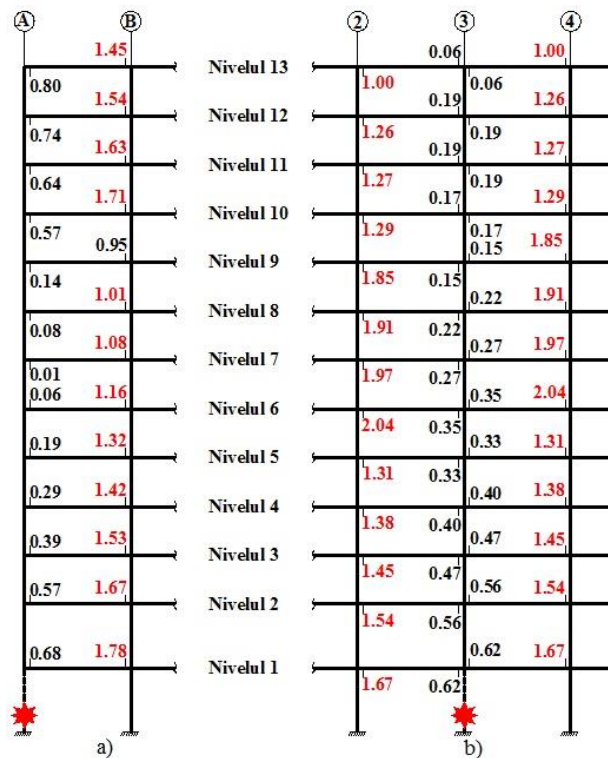 A B 2 3 4
1.45 Nivelul 13 0.06 1.00
0.80 1.00 0.06
1.54 Nivelul 12 0.19 1.26
0.74 1.26 0.19
1.63 Nivelul 11 0.19 1.27
0.64 1.27 0.19
1.71 Nivelul 10 0.17 1.29
0.57 1.29 0.17
0.95 Nivelul 9 0.15 1.85
0.14 1.85 0.15
1.01 Nivelul 8 0.22 1.91
0.08 1.91 0.22
1.08 Nivelul 7 0.27 1.97
0.01 1.97 0.27
0.06 1.16 Nivelul 6 0.35 2.04
2.04 0.35
0.19 1.32 Nivelul 5 0.33 1.31
1.31 0.33
0.29 1.42 Nivelul 4 0.40 1.38
1.38 0.40
0.39 1.53 Nivelul 3 0.47 1.45
1.45 0.47
0.57 1.67 Nivelul 2 0.56 1.54
1.54 0.56
0.68 1.78 Nivelul 1 0.62 1.67
1.67 0.62
a) b)